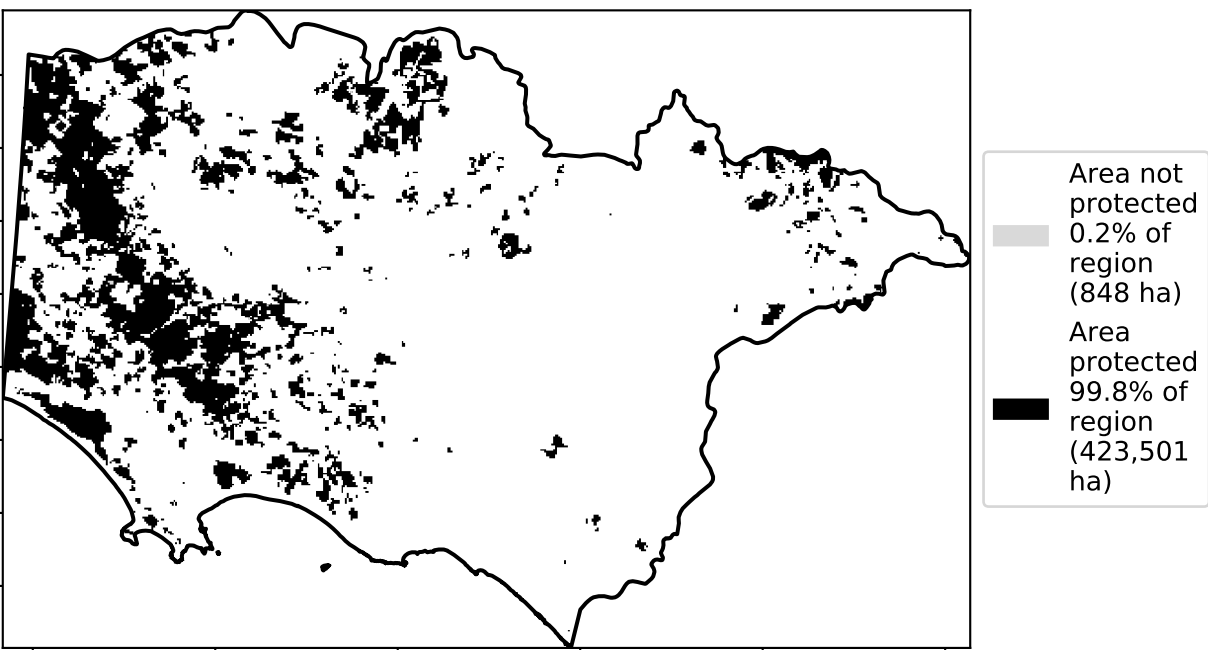 Area not
protected
0.2% of
region
(848 ha)
Area
protected
99.8% of
region
(423,501
ha)